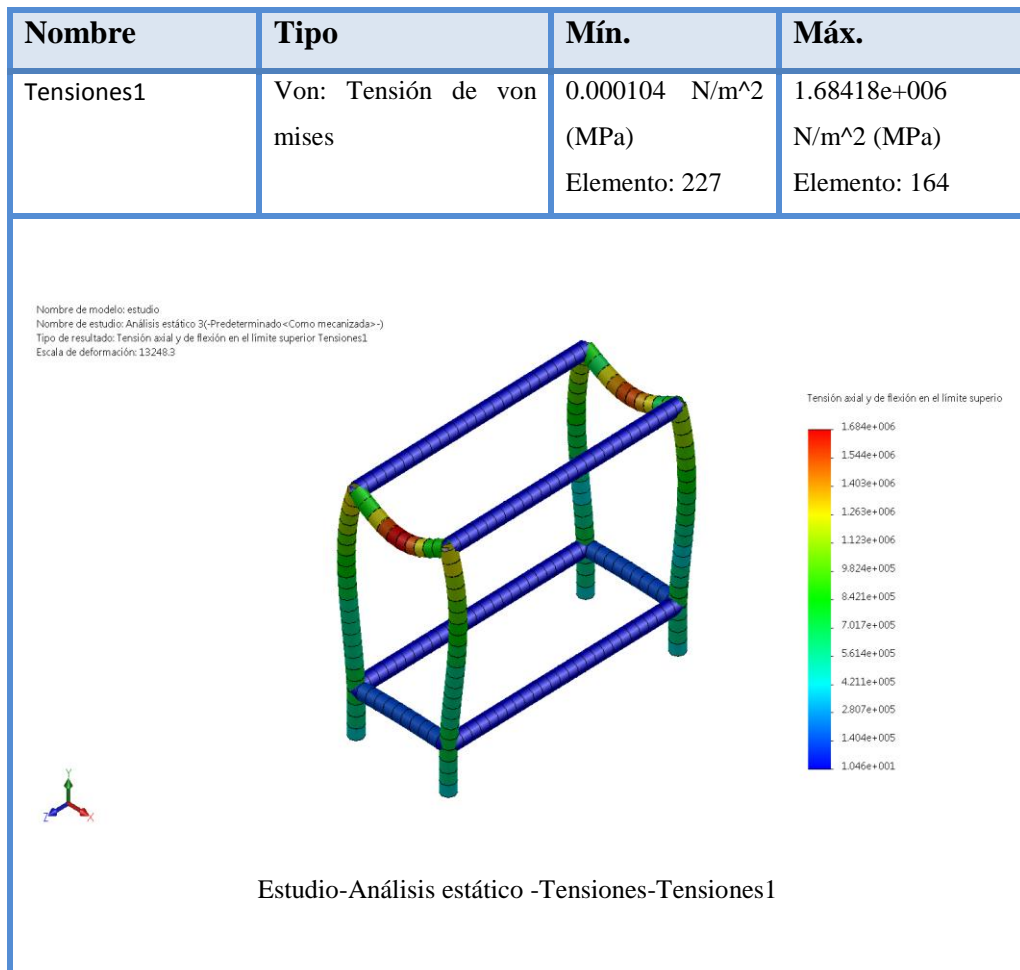 Nombre Tipo Mín. Máx.
Tensiones1 Von: Tensión de von mises 0.000104 N/m^2 (MPa) Elemento: 227 1.68418e+006 N/m^2 (MPa) Elemento: 164
Nombre de modelo: estudio
Nombre de estudio: Análisis estático 3(-Predeterminado<Como mecanizada>-)
Tipo de resultado: Tensión axial y de flexión en el límite superior Tensiones1
Escala de deformación: 13248.3
Tensión axial y de flexión en el límite superio
1.684e+006
1.544e+006
1.403e+006
1.263e+006
1.123e+006
9.824e+005
8.421e+005
7.017e+005
5.614e+005
4.211e+005
2.807e+005
1.404e+005
1.046e+001
Y
Z X
Estudio-Análisis estático -Tensiones-Tensiones1